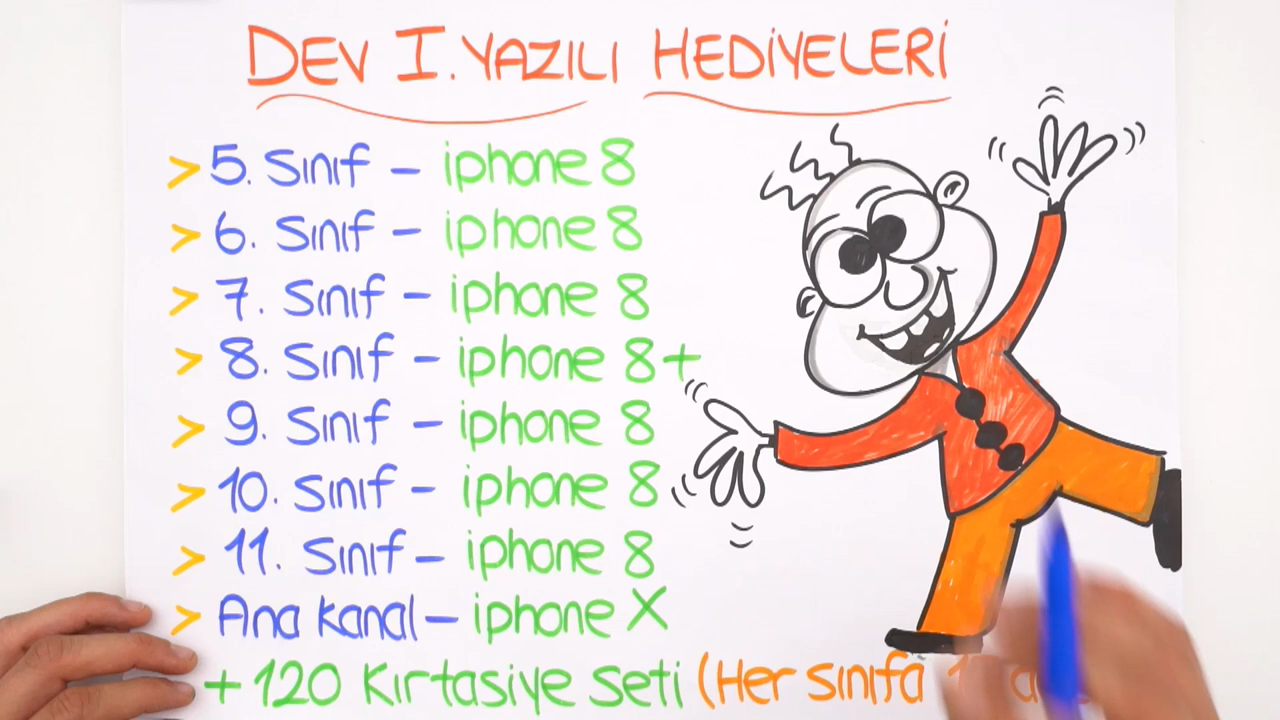 DEV I. YAZILI HEDİYELERİ
> 5. Sınıf - iphone 8
> 6. Sınıf - iphone 8
> 7. Sınıf - iphone 8
> 8. Sınıf - iphone 8+
> 9. Sınıf - iphone 8
> 10. Sınıf - iphone 8
> 11. Sınıf - iphone 8
> Ana Kanal - iphone X
+ 120 Kırtasiye Seti (Her sınıfa